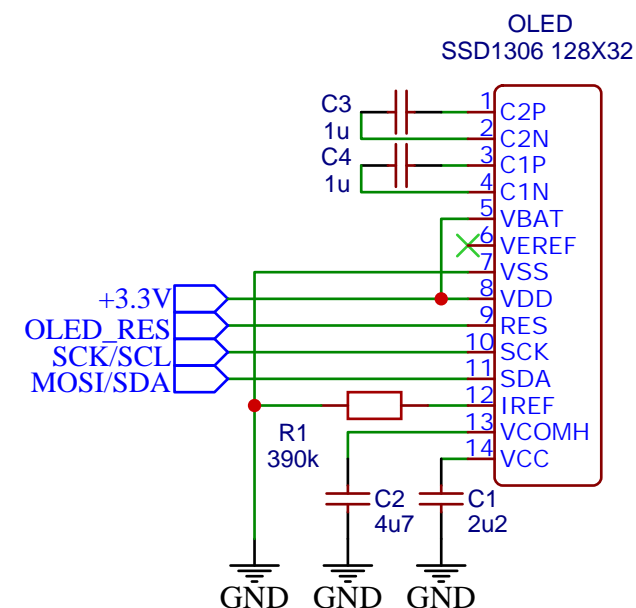 OLED
SSD1306 128X32
C3
1u
C4
1u
1 C2P
2 C2N
3 C1P
4 C1N
5 VBAT
6 VEREF
7 VSS
8 VDD
9 RES
10 SCK
11 SDA
12 IREF
13 VCOMH
14 VCC
+3.3V
OLED_RES
SCK/SCL
MOSI/SDA
R1
390k
C2
4u7
C1
2u2
GND
GND
GND